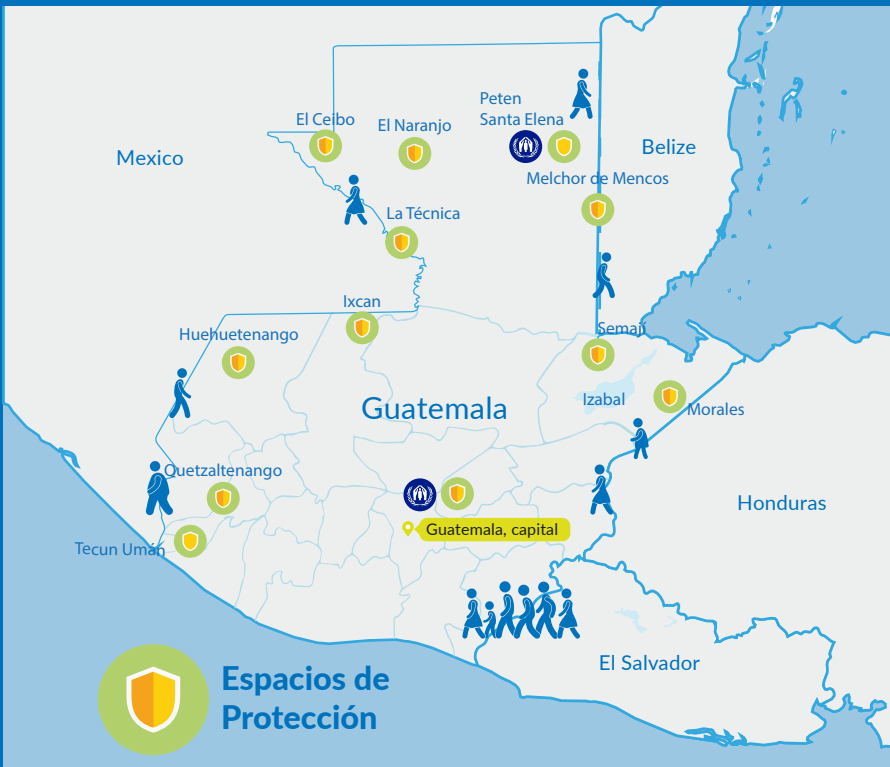 Peten
El Ceibo
El Naranjo
Santa Elena
Mexico
Belize
Melchor de Mencos
La Técnica
Ixcan
Huehuetenango
Semají
Guatemala
Izabal
Morales
Quetzaltenango
Honduras
Guatemala, capital
Tecun Umán
El Salvador
Espacios de
Protección